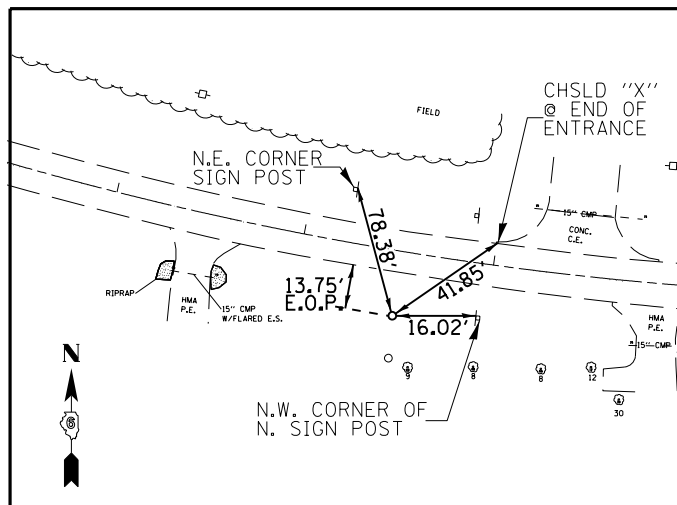 CHSLD "X"
@ END OF
ENTRANCE
FIELD
N.E. CORNER
SIGN POST
78.38'
15" CMP
CONC.
C.E.
41.85'
13.75'
E.O.P.
16.02'
RIPRAP
HMA
P.E.
15" CMP
W/FLARED E.S.
HMA
P.E.
15" CMP
N
6
9
8
8
12
30
N.W. CORNER OF
N. SIGN POST